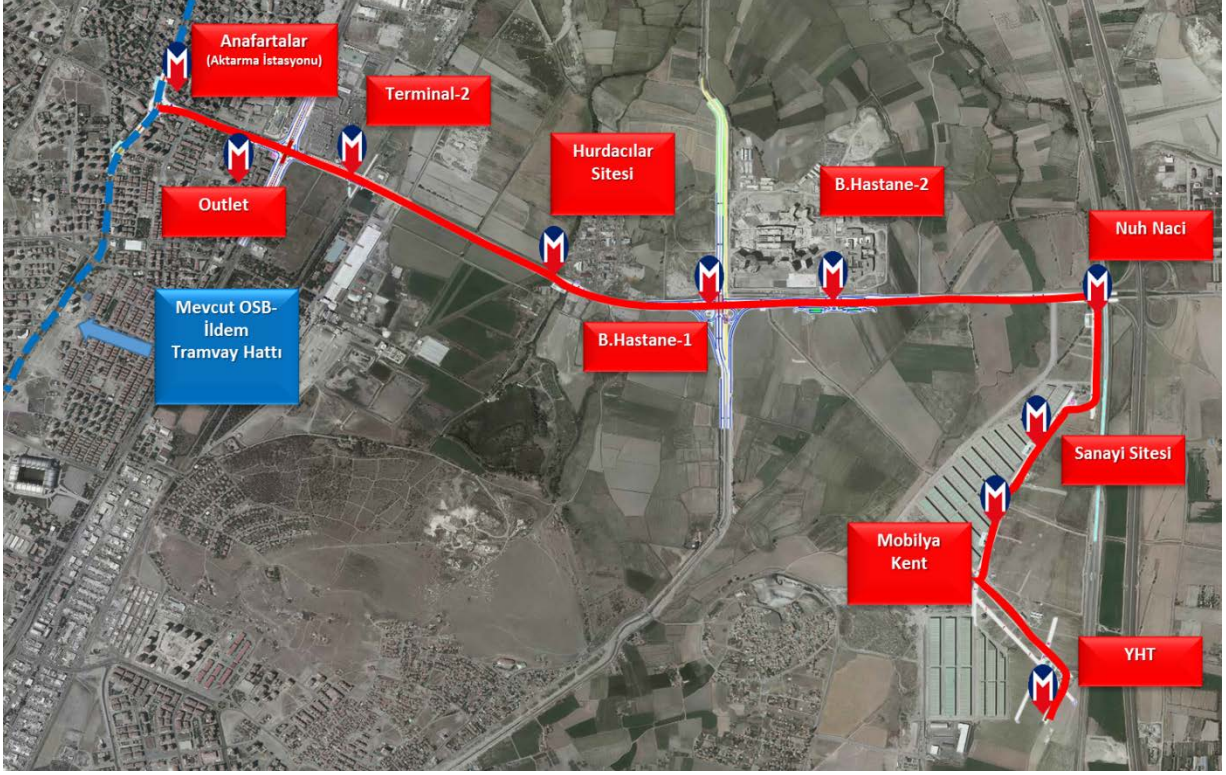 Anafartalar
(Aktarma İstasyonu)
Terminal-2
Outlet
Hurdacılar
Sitesi
B.Hastane-2
Nuh Naci
B.Hastane-1
Mevcut OSB-
İldem
Tramvay Hattı
Sanayi Sitesi
Mobilya
Kent
YHT
M
M
M
M
M
M
M
M
M
M